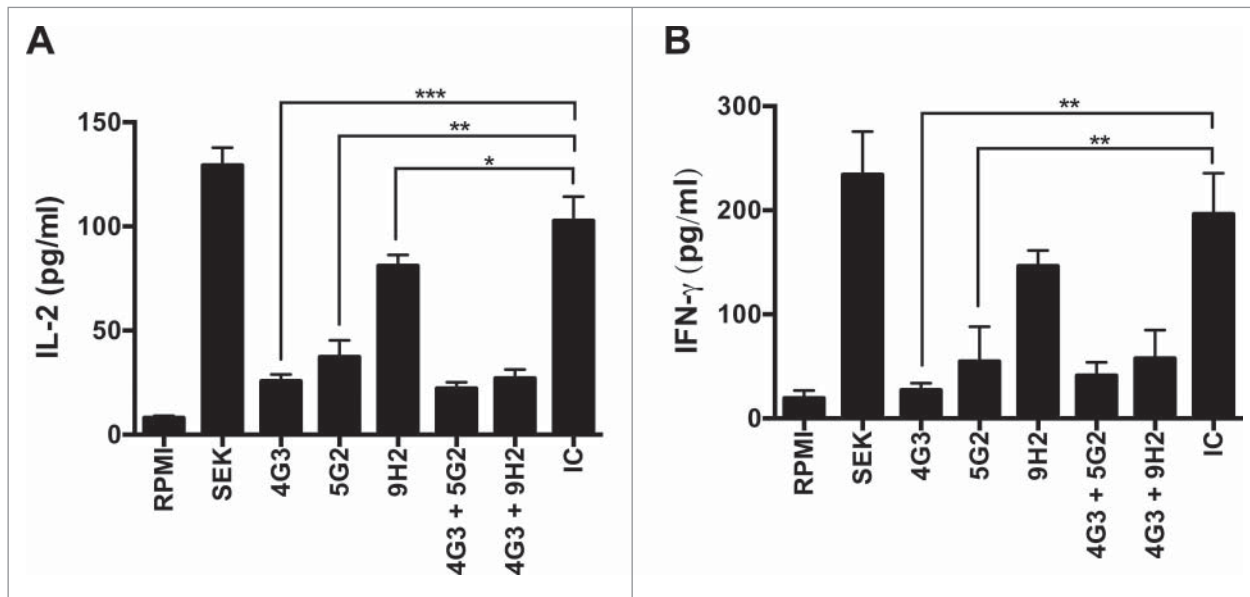 A
IL-2 (pg/ml)
150
100
50
0
***
**
*
RPMI
SEK
4G3
5G2
9H2
4G3 + 5G2
4G3 + 9H2
IC
B
IFN-γ (pg/ml)
300
200
100
0
**
**
RPMI
SEK
4G3
5G2
9H2
4G3 + 5G2
4G3 + 9H2
IC